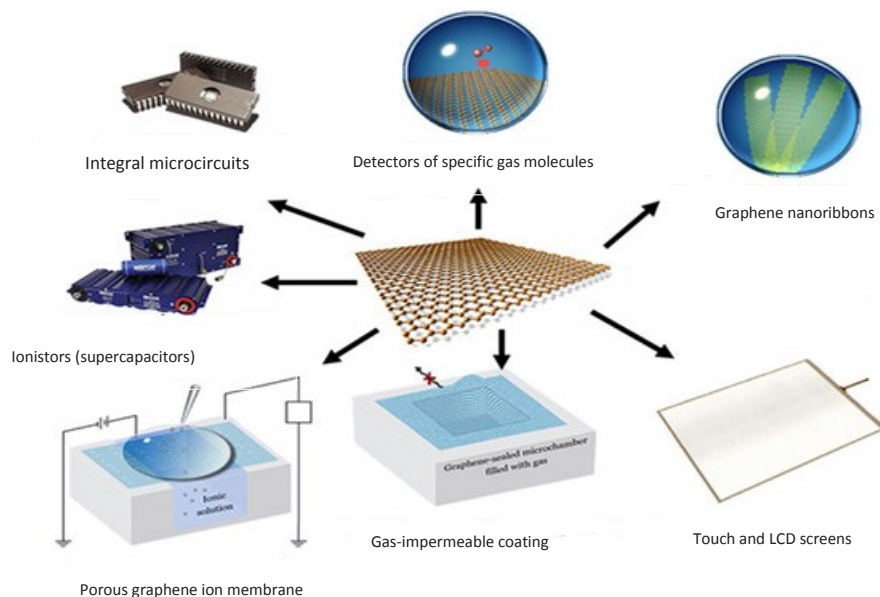 Integral microcircuits
Detectors of specific gas molecules
Graphene nanoribbons
Ionistors (supercapacitors)
Ionic
solution
Graphene-sealed microchamber
filled with gas
Gas-impermeable coating
Touch and LCD screens
Porous graphene ion membrane